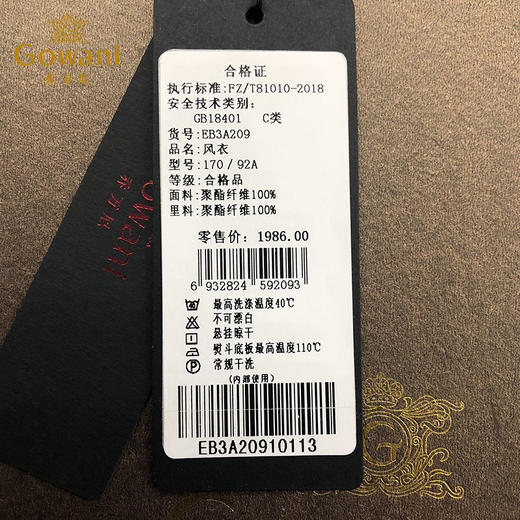 Gowani
合格证
执行标准:FZ/T81010-2018
安全技术类别:
GB18401 C类
货号:EB3A209
品名:风衣
型号:170/92A
等级:合格品
面料:聚酯纤维100%
里料:聚酯纤维100%
零售价: 1986.00
6 932824 592093
最高洗涤温度40℃
不可漂白
悬挂晾干
熨斗底板最高温度110℃
P 常规干洗
(内部使用)
EB3A20910113
Gowani
乔万尼
G